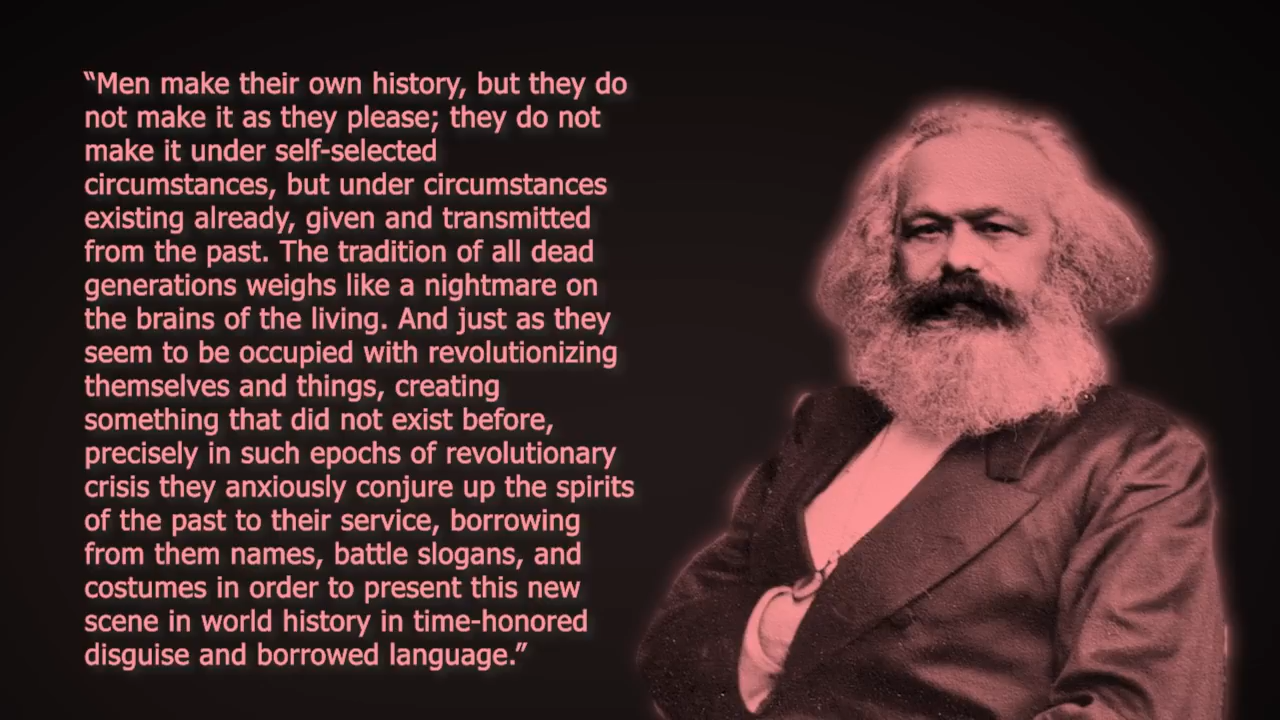 “Men make their own history, but they do
not make it as they please; they do not
make it under self-selected
circumstances, but under circumstances
existing already, given and transmitted
from the past. The tradition of all dead
generations weighs like a nightmare on
the brains of the living. And just as they
seem to be occupied with revolutionizing
themselves and things, creating
something that did not exist before,
precisely in such epochs of revolutionary
crisis they anxiously conjure up the spirits
of the past to their service, borrowing
from them names, battle slogans, and
costumes in order to present this new
scene in world history in time-honored
disguise and borrowed language.”